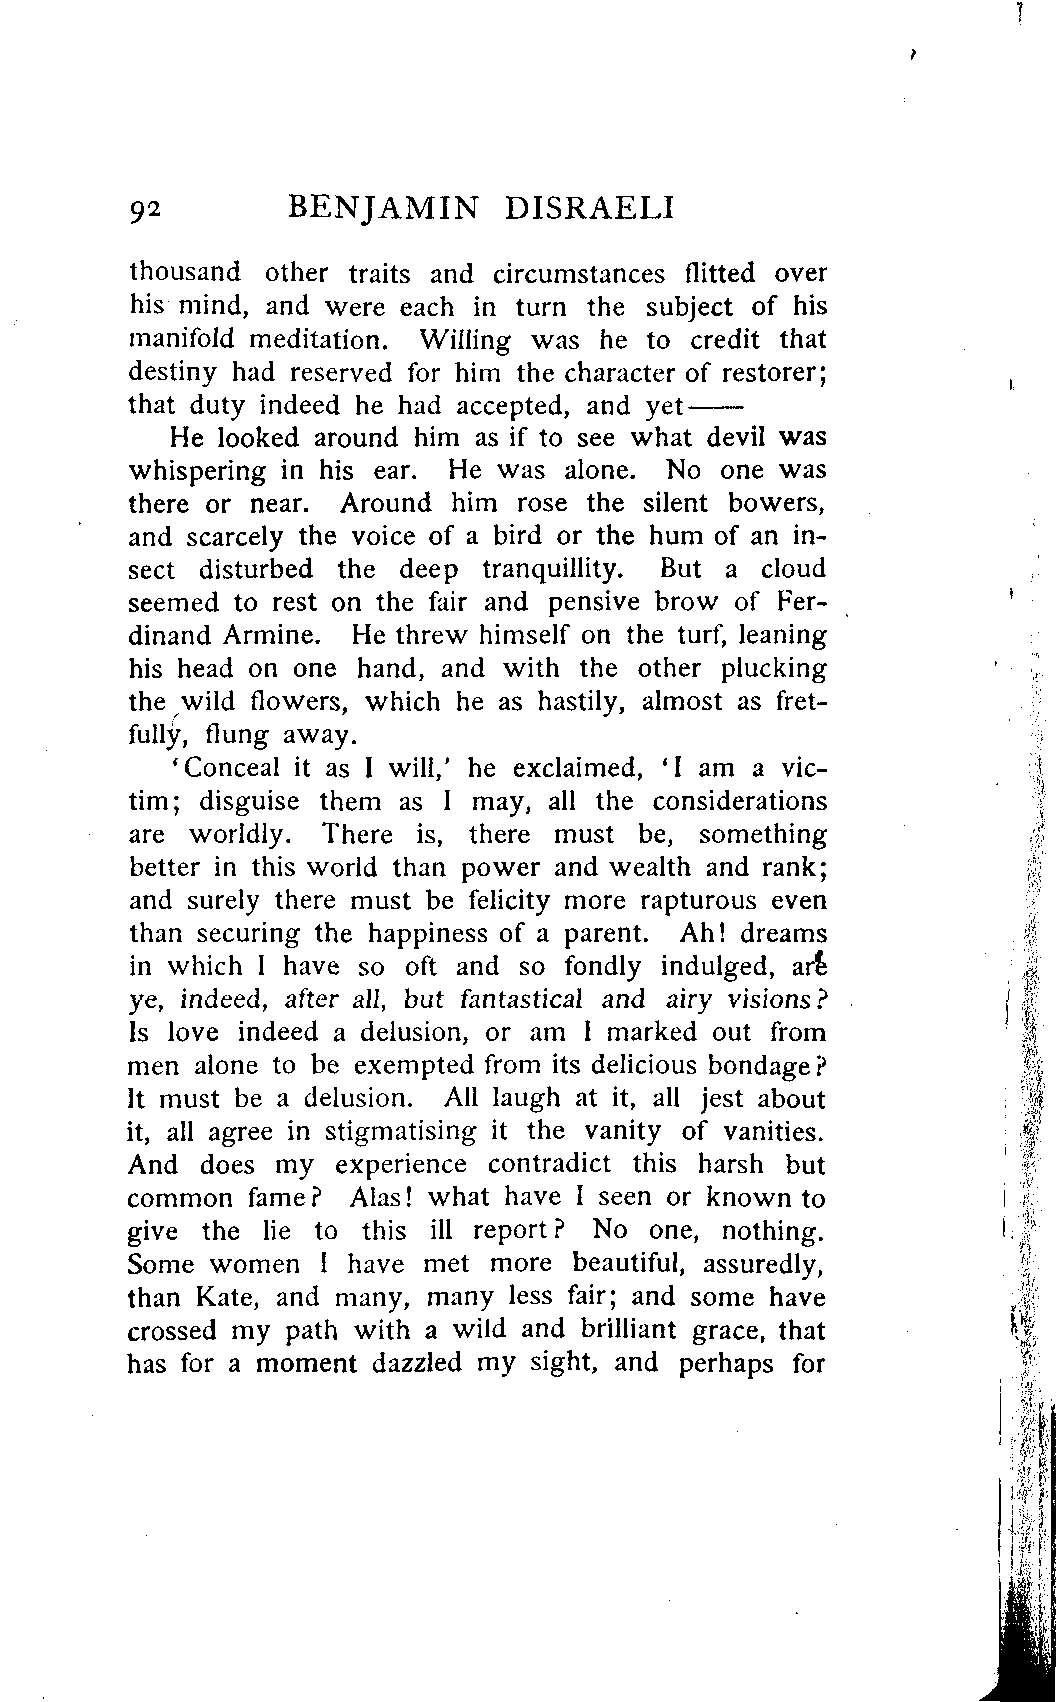 92 BENJAMIN DISRAELI
thousand other traits and circumstances flitted over
his mind, and were each in turn the subject of his
manifold meditation. Willing was he to credit that
destiny had reserved for him the character of restorer;
that duty indeed he had accepted, and yet——
He looked around him as if to see what devil was
whispering in his ear. He was alone. No one was
there or near. Around him rose the silent bowers,
and scarcely the voice of a bird or the hum of an in-
sect disturbed the deep tranquillity. But a cloud
seemed to rest on the fair and pensive brow of Fer-
dinand Armine. He threw himself on the turf, leaning
his head on one hand, and with the other plucking
the wild flowers, which he as hastily, almost as fret-
fully, flung away.
'Conceal it as I will,' he exclaimed, 'I am a vic-
tim; disguise them as I may, all the considerations
are worldly. There is, there must be, something
better in this world than power and wealth and rank;
and surely there must be felicity more rapturous even
than securing the happiness of a parent. Ah! dreams
in which I have so oft and so fondly indulged, are
ye, indeed, after all, but fantastical and airy visions?
Is love indeed a delusion, or am I marked out from
men alone to be exempted from its delicious bondage?
It must be a delusion. All laugh at it, all jest about
it, all agree in stigmatising it the vanity of vanities.
And does my experience contradict this harsh but
common fame? Alas! what have I seen or known to
give the lie to this ill report? No one, nothing.
Some women I have met more beautiful, assuredly,
than Kate, and many, many less fair; and some have
crossed my path with a wild and brilliant grace, that
has for a moment dazzled my sight, and perhaps for